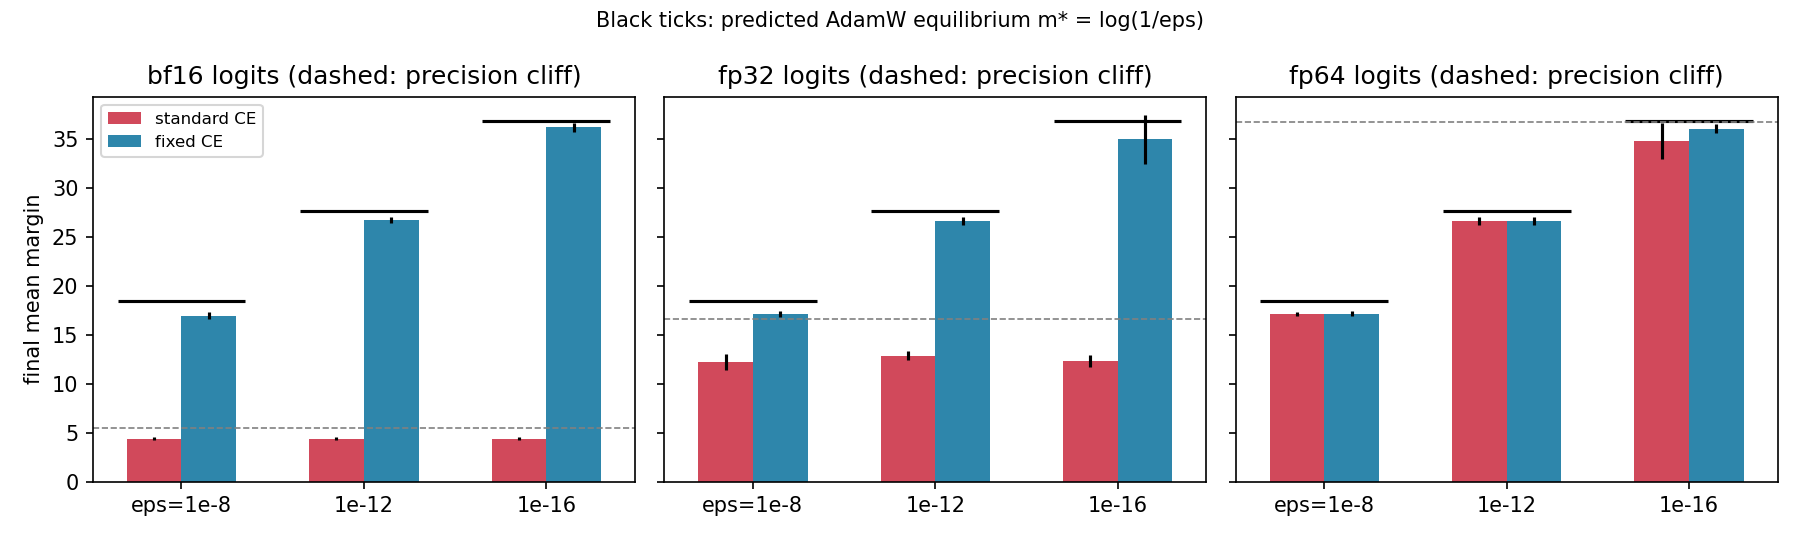 Black ticks: predicted AdamW equilibrium m* = log(1/eps)
bf16 logits (dashed: precision cliff)
fp32 logits (dashed: precision cliff)
fp64 logits (dashed: precision cliff)
standard CE
fixed CE
final mean margin
35
30
25
20
15
10
5
0
eps=1e-8
1e-12
1e-16
eps=1e-8
1e-12
1e-16
eps=1e-8
1e-12
1e-16